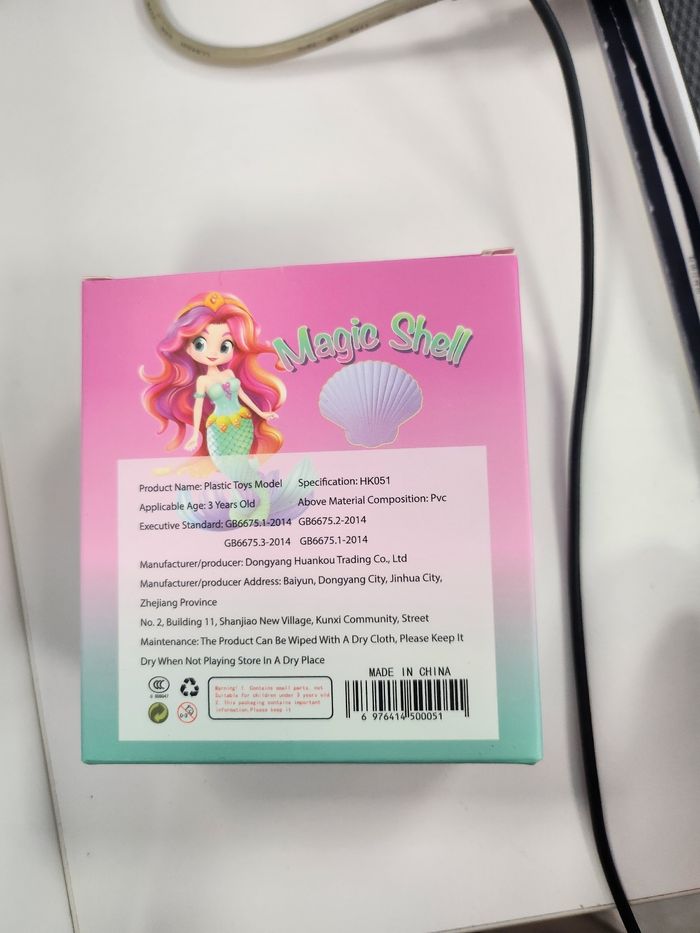 Magic Shell
Product Name: Plastic Toys Model Specification: HK051
Applicable Age: 3 Years Old Above Material Composition: Pvc
Executive Standard: GB6675.1-2014 GB6675.2-2014
GB6675.3-2014 GB6675.1-2014
Manufacturer/producer: Dongyang Huankou Trading Co., Ltd
Manufacturer/producer Address: Baiyun, Dongyang City, Jinhua City,
Zhejiang Province
No. 2, Building 11, Shanjiao New Village, Kunxi Community, Street
Maintenance: The Product Can Be Wiped With A Dry Cloth, Please Keep It
Dry When Not Playing Store In A Dry Place
MADE IN CHINA
Warning! 1. Contains small parts. not
Suitable for children under 3 years old
2. This packaging contains important
information.Please keep it
0-3
6 976414 500051